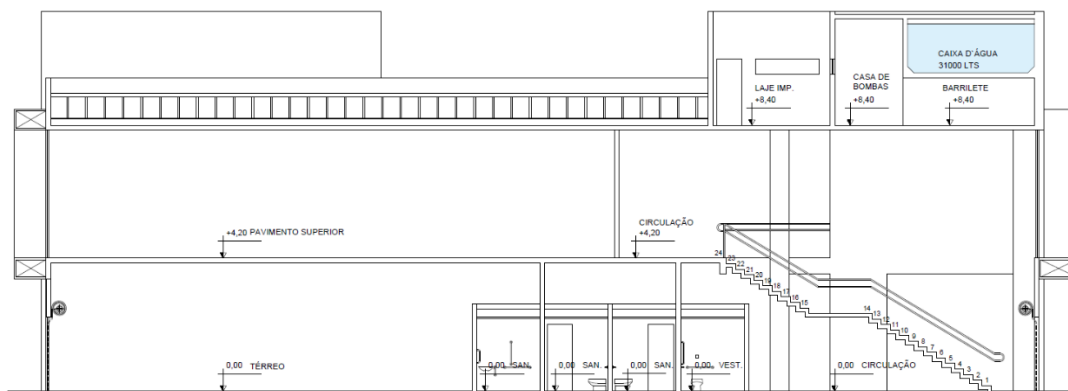 CAIXA D'ÁGUA
31000 LTS
LAJE IMP.
+8,40
CASA DE
BOMBAS
+8,40
BARRILETE
+8,40
+4,20 PAVIMENTO SUPERIOR
CIRCULAÇÃO
+4,20
24
23
22
21
20
19
18
17
16
15
14
13
12
11
10
9
8
7
6
5
4
3
2
1
0,00 TÉRREO
0,00 SAN.
0,00 SAN.
0,00 SAN.
0,00 VEST.
0,00 CIRCULAÇÃO